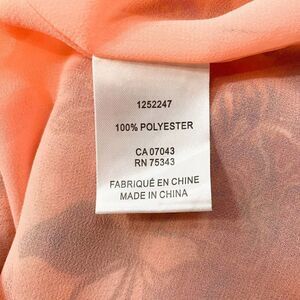 1252247
100% POLYESTER
CA 07043
RN 75343
FABRIQUÉ EN CHINE
MADE IN CHINA